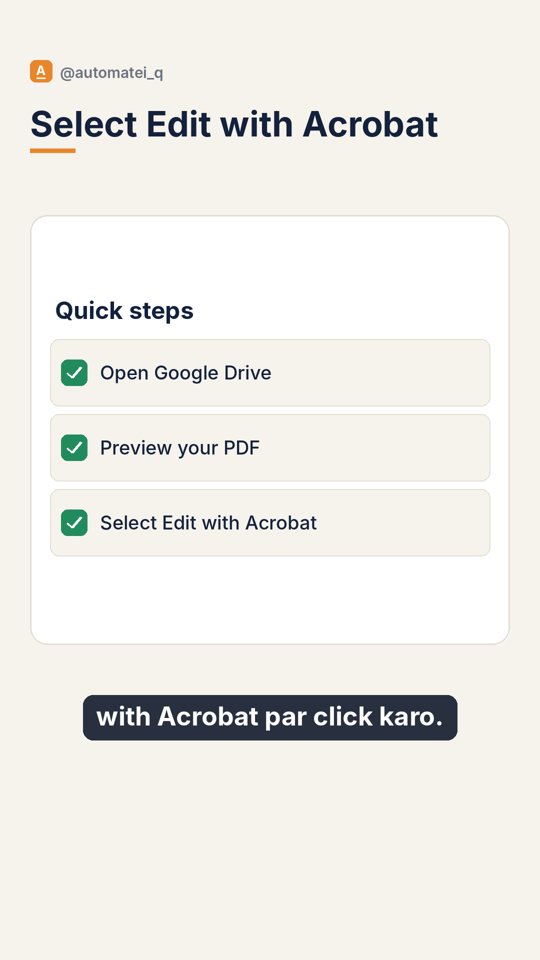 A @automatei_q
Select Edit with Acrobat
Quick steps
Open Google Drive
Preview your PDF
Select Edit with Acrobat
with Acrobat par click karo.